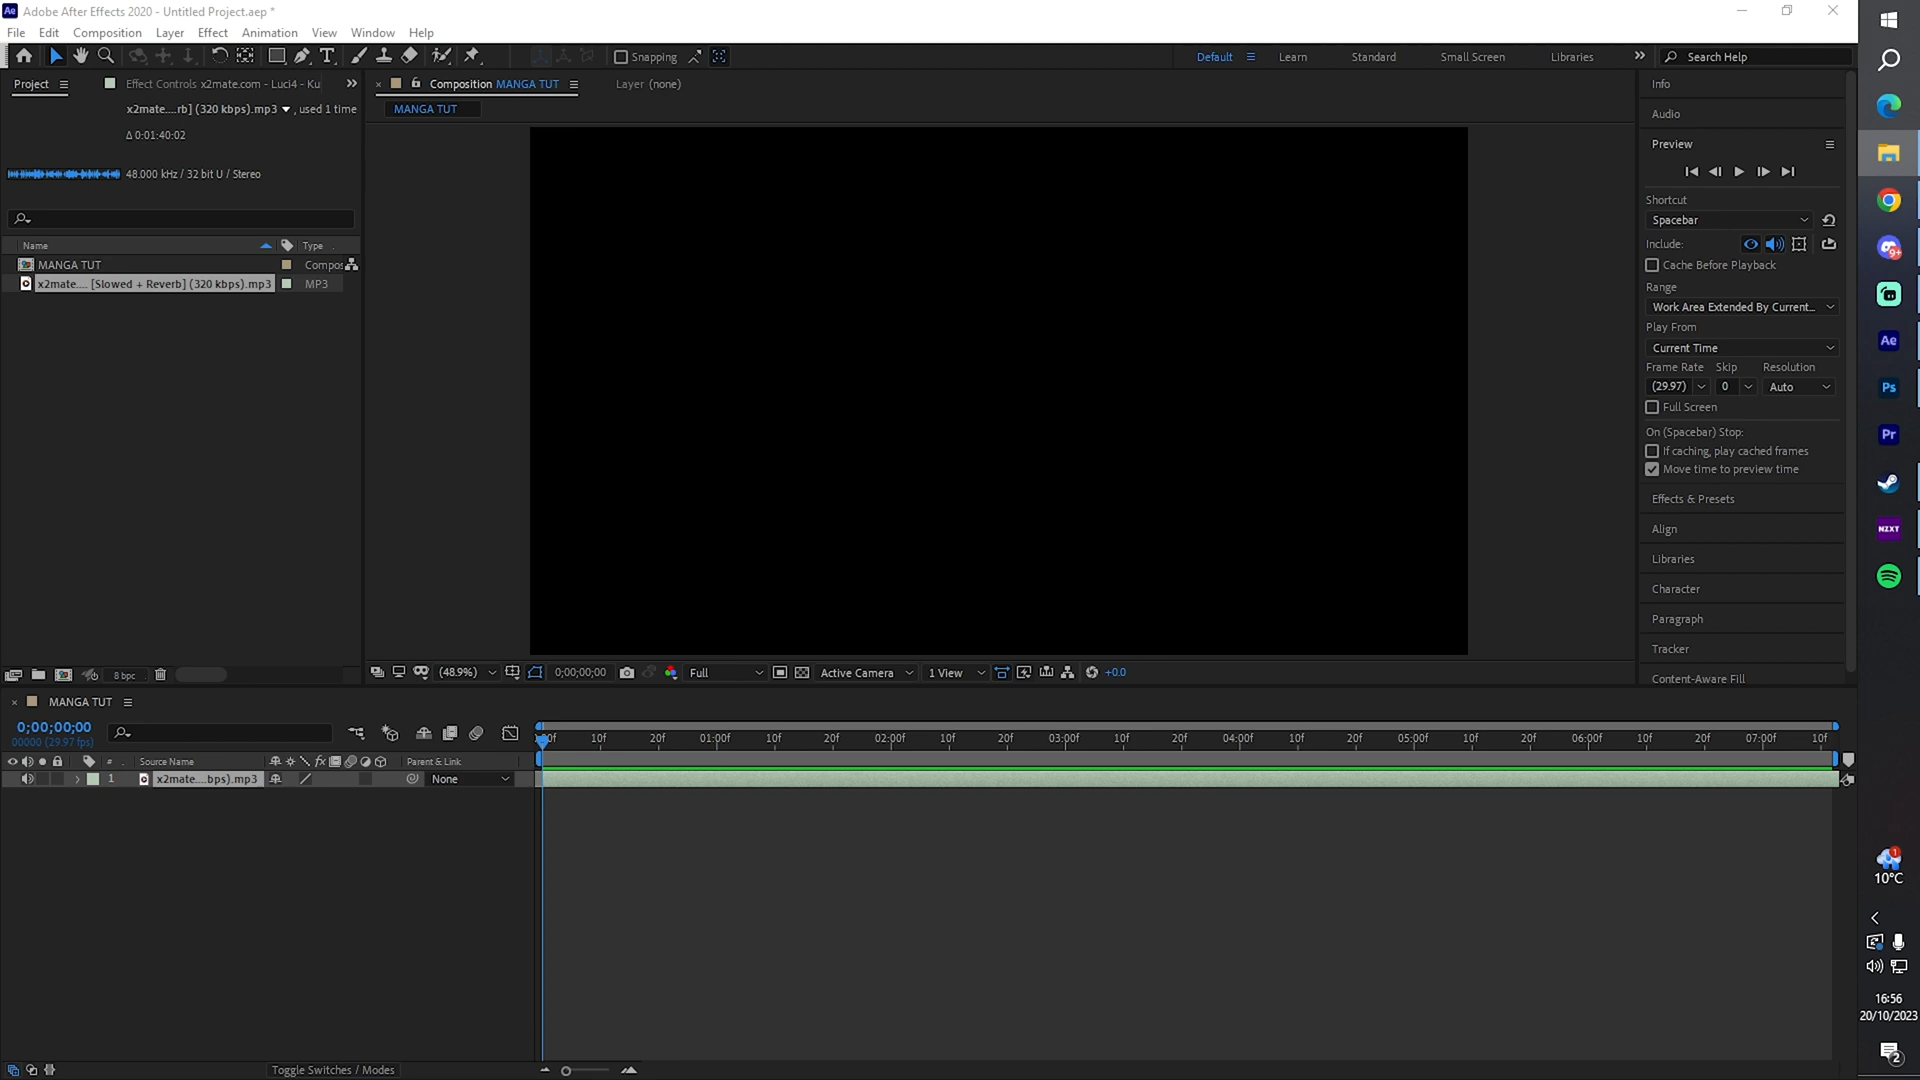 Adobe After Effects 2020 - Untitled Project.aep *
File Edit Composition Layer Effect Animation View Window Help
Snapping
Default Learn Standard Small Screen Libraries Search Help
Project Effect Controls x2mate.com - Luci4 - Ku
Composition MANGA TUT Layer (none)
x2mate....rb] (320 kbps).mp3 , used 1 time
MANGA TUT
Δ 0:01:40:02
48.000 kHz / 32 bit U / Stereo
Name Type
MANGA TUT Compos
x2mate.... [Slowed + Reverb] (320 kbps).mp3 MP3
8 bpc
(48.9%) 0;00;00;00 Full Active Camera 1 View +0.0
Info
Audio
Preview
Shortcut
Spacebar
Include:
Cache Before Playback
Range
Work Area Extended By Current...
Play From
Current Time
Frame Rate Skip Resolution
(29.97) 0 Auto
Full Screen
On (Spacebar) Stop:
If caching, play cached frames
Move time to preview time
Effects & Presets
Align
Libraries
Character
Paragraph
Tracker
Content-Aware Fill
MANGA TUT
0;00;00;00
00000 (29.97 fps)
:00f 10f 20f 01:00f 10f 20f 02:00f 10f 20f 03:00f 10f 20f 04:00f 10f 20f 05:00f 10f 20f 06:00f 10f 20f 07:00f 10f
# Source Name fx Parent & Link
1 x2mate....bps).mp3 None
Toggle Switches / Modes
9+
Ae
Ps
Pr
NZXT
1
10°C
16:56
20/10/2023
2